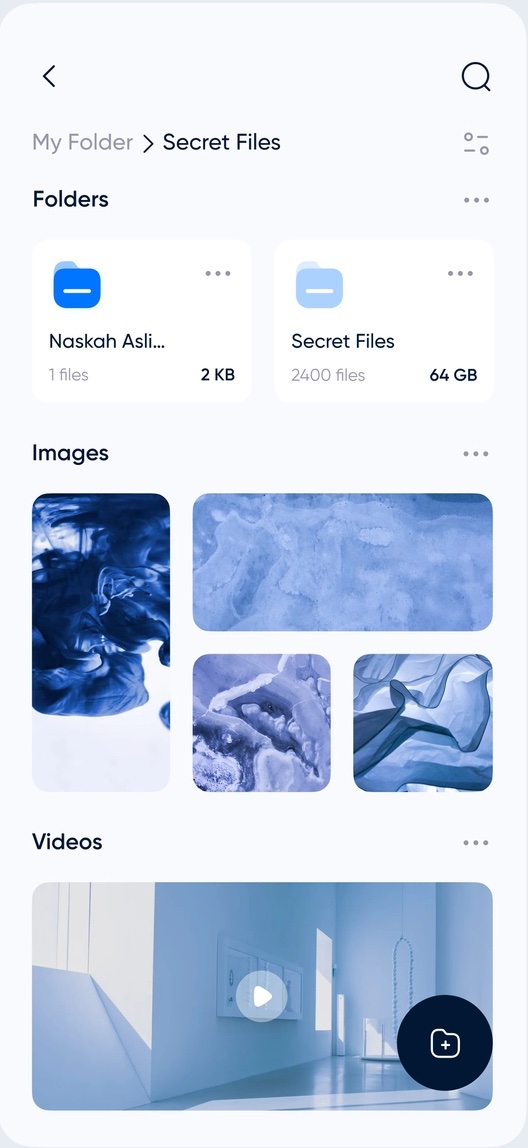 My Folder > Secret Files
Folders
Naskah Asli...
1 files 2 KB
Secret Files
2400 files 64 GB
Images
Videos